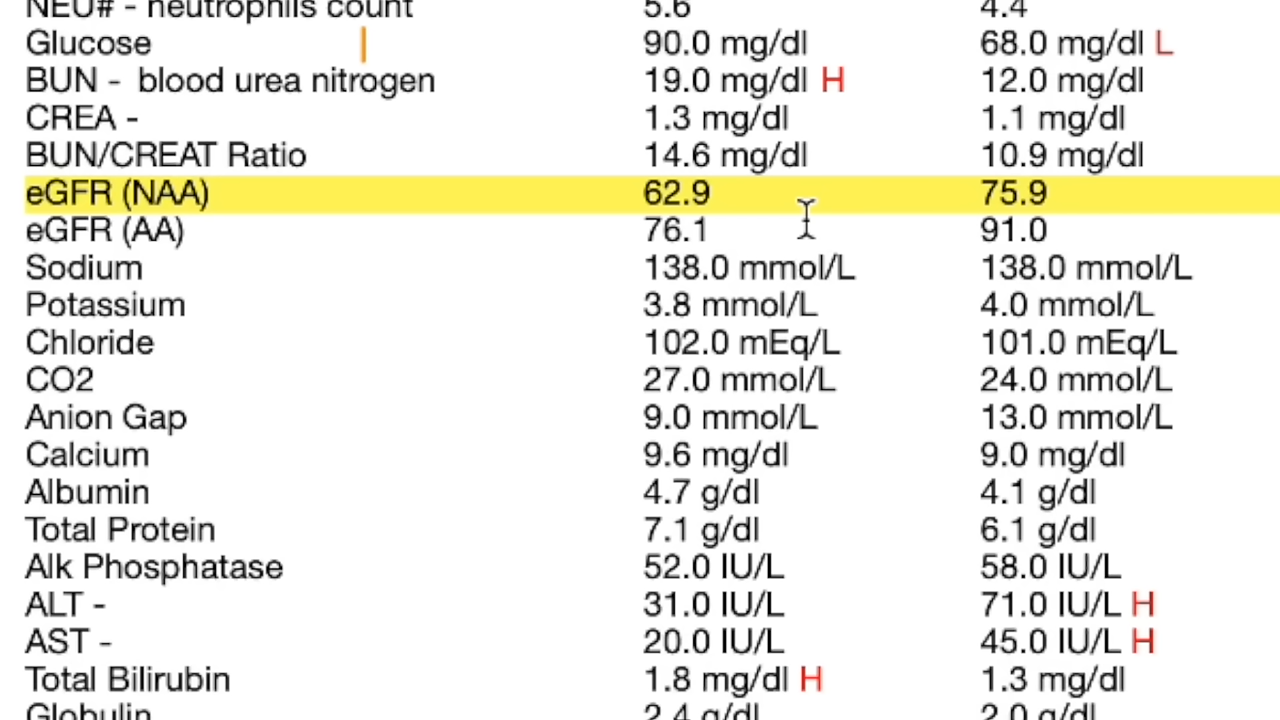 NEU# - neutrophils count 5.6 4.4
Glucose 90.0 mg/dl 68.0 mg/dl L
BUN - blood urea nitrogen 19.0 mg/dl H 12.0 mg/dl
CREA - 1.3 mg/dl 1.1 mg/dl
BUN/CREAT Ratio 14.6 mg/dl 10.9 mg/dl
eGFR (NAA) 62.9 75.9
eGFR (AA) 76.1 91.0
Sodium 138.0 mmol/L 138.0 mmol/L
Potassium 3.8 mmol/L 4.0 mmol/L
Chloride 102.0 mEq/L 101.0 mEq/L
CO2 27.0 mmol/L 24.0 mmol/L
Anion Gap 9.0 mmol/L 13.0 mmol/L
Calcium 9.6 mg/dl 9.0 mg/dl
Albumin 4.7 g/dl 4.1 g/dl
Total Protein 7.1 g/dl 6.1 g/dl
Alk Phosphatase 52.0 IU/L 58.0 IU/L
ALT - 31.0 IU/L 71.0 IU/L H
AST - 20.0 IU/L 45.0 IU/L H
Total Bilirubin 1.8 mg/dl H 1.3 mg/dl
Globulin 2.4 g/dl 2.0 g/dl